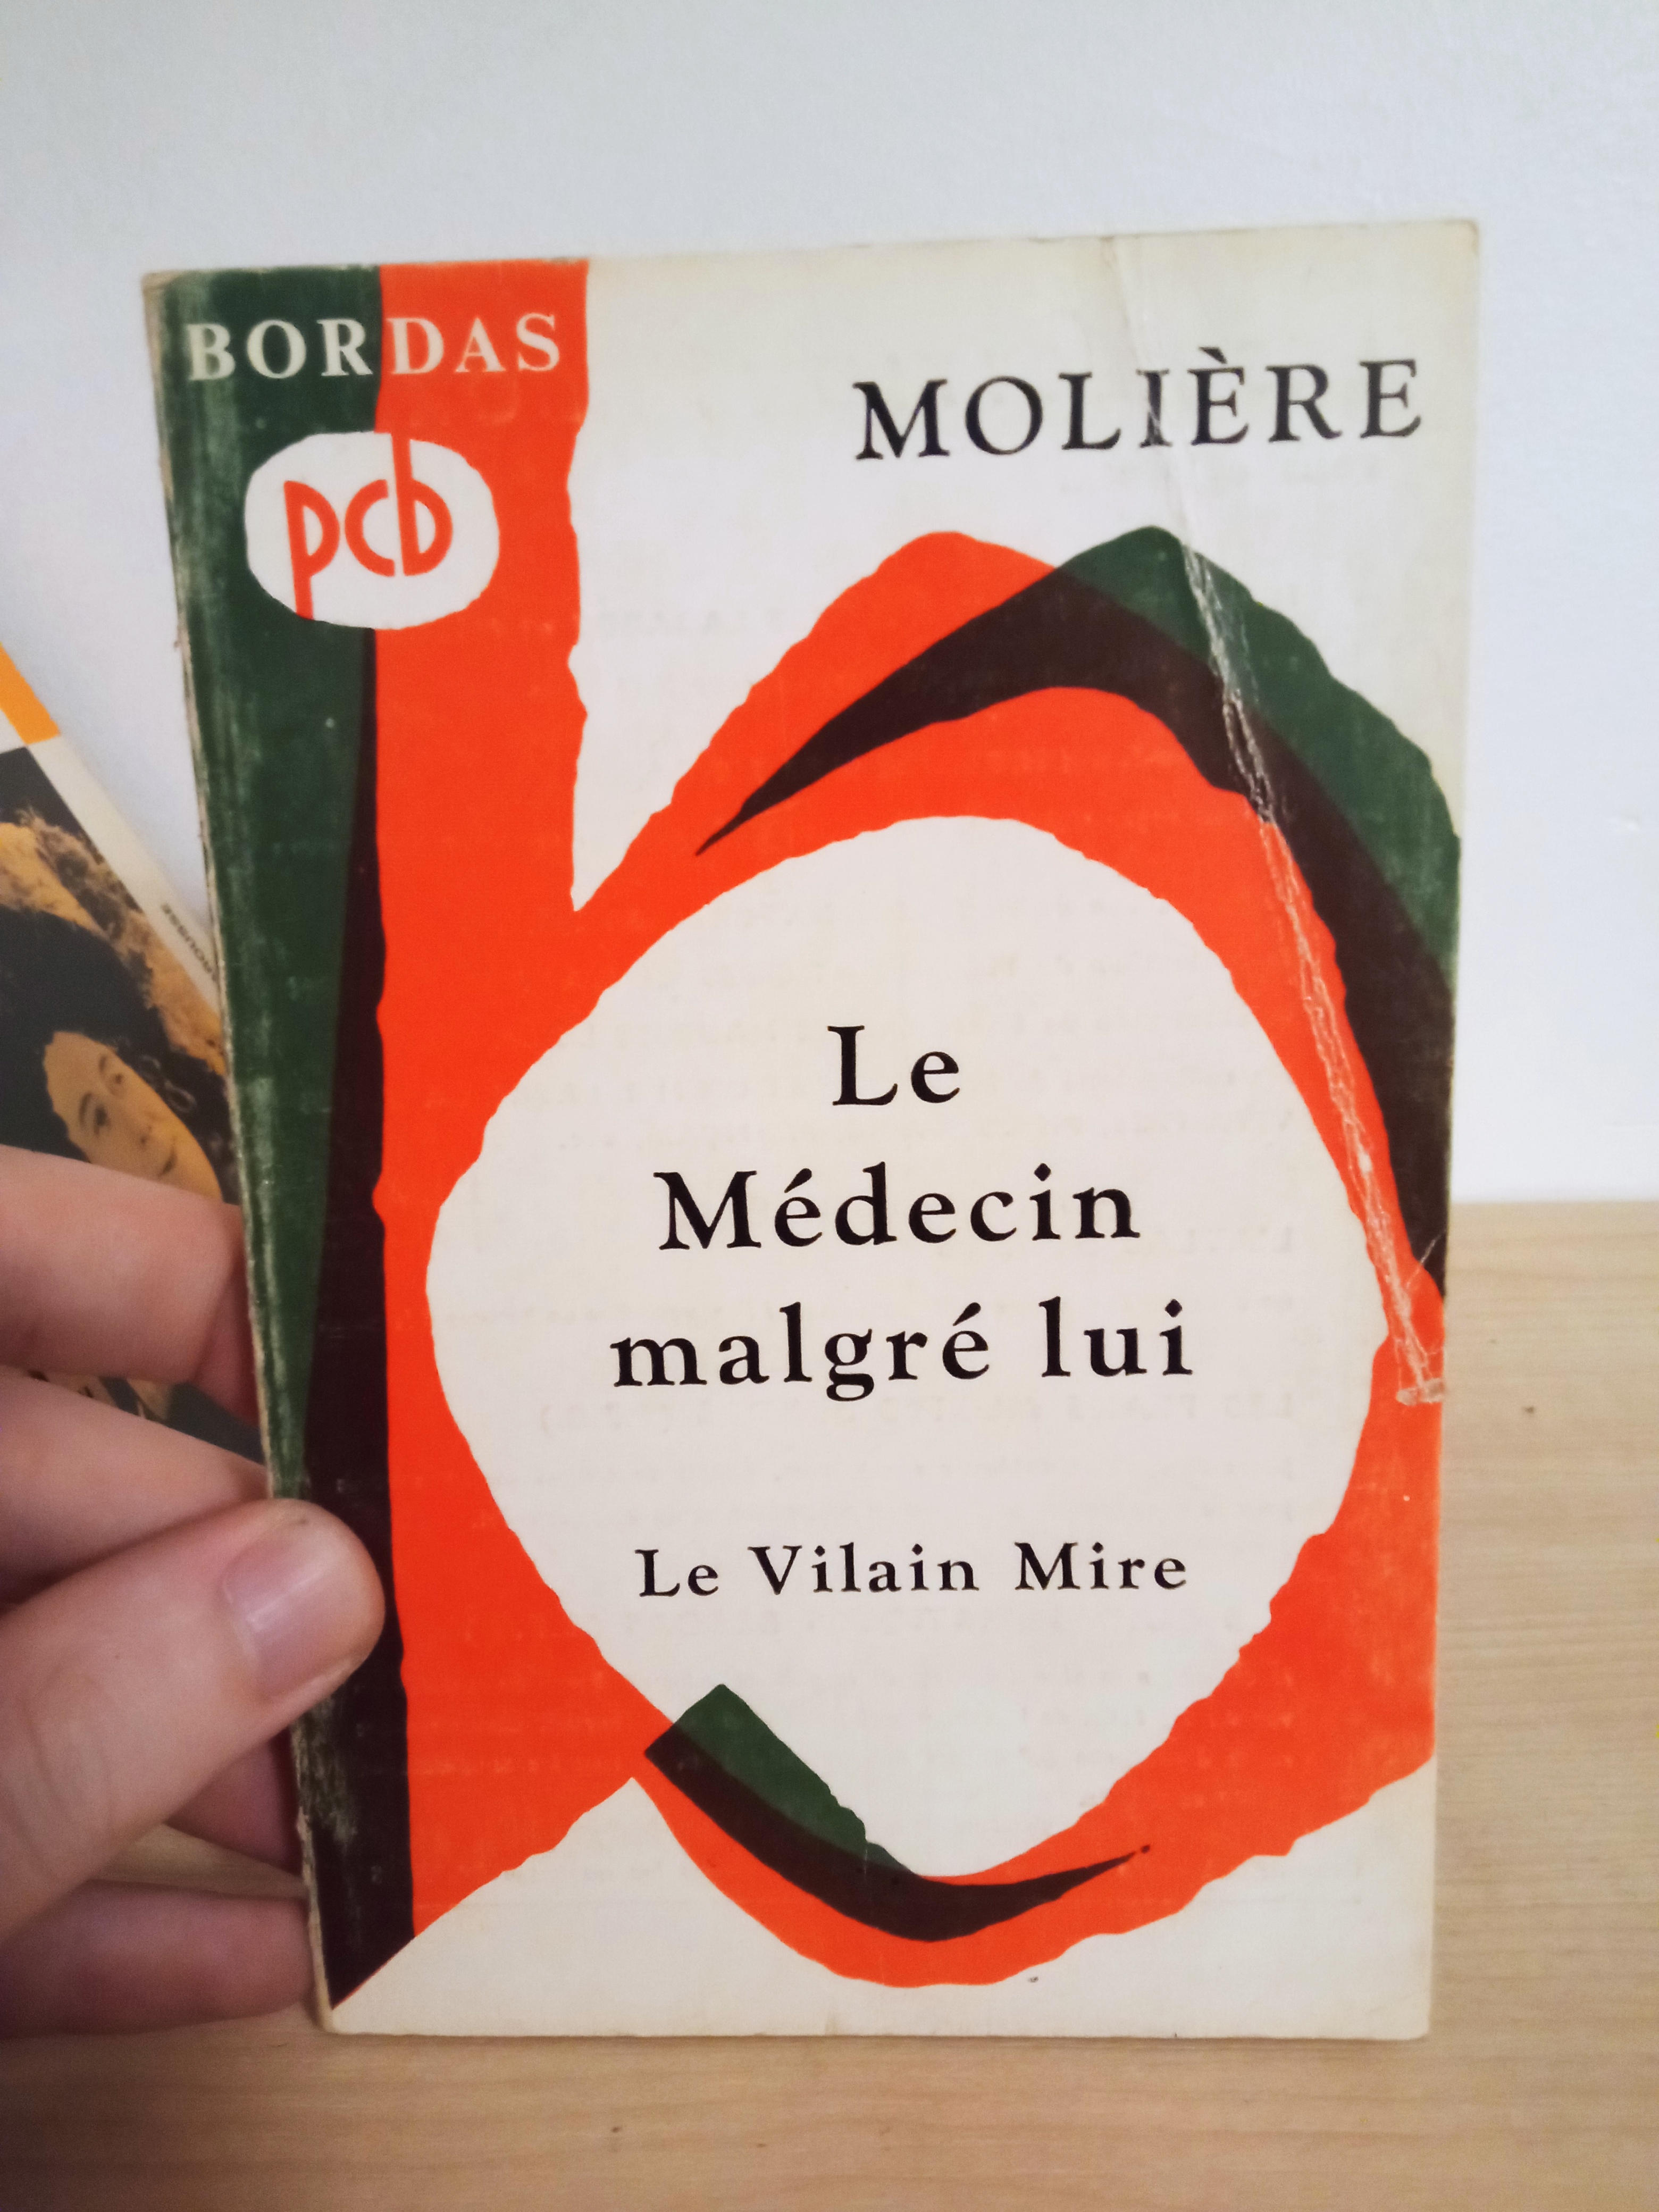 BORDAS
pcb
MOLIÈRE
Le
Médecin
malgré lui
Le Vilain Mire